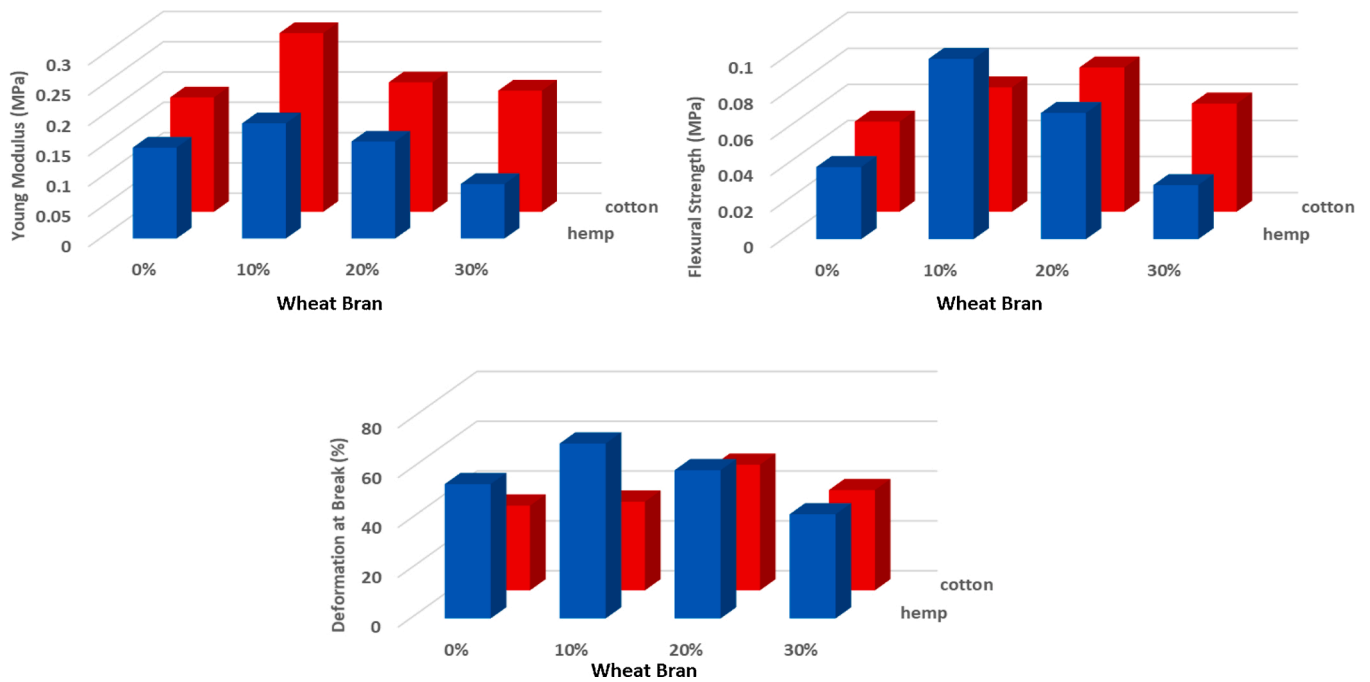 Young Modulus (MPa)
0.3
0.25
0.2
0.15
0.1
0.05
0
0%
10%
20%
30%
cotton
hemp
Wheat Bran
Flexural Strength (MPa)
0.1
0.08
0.06
0.04
0.02
0
0%
10%
20%
30%
cotton
hemp
Wheat Bran
Deformation at Break (%)
80
60
40
20
0
0%
10%
20%
30%
cotton
hemp
Wheat Bran